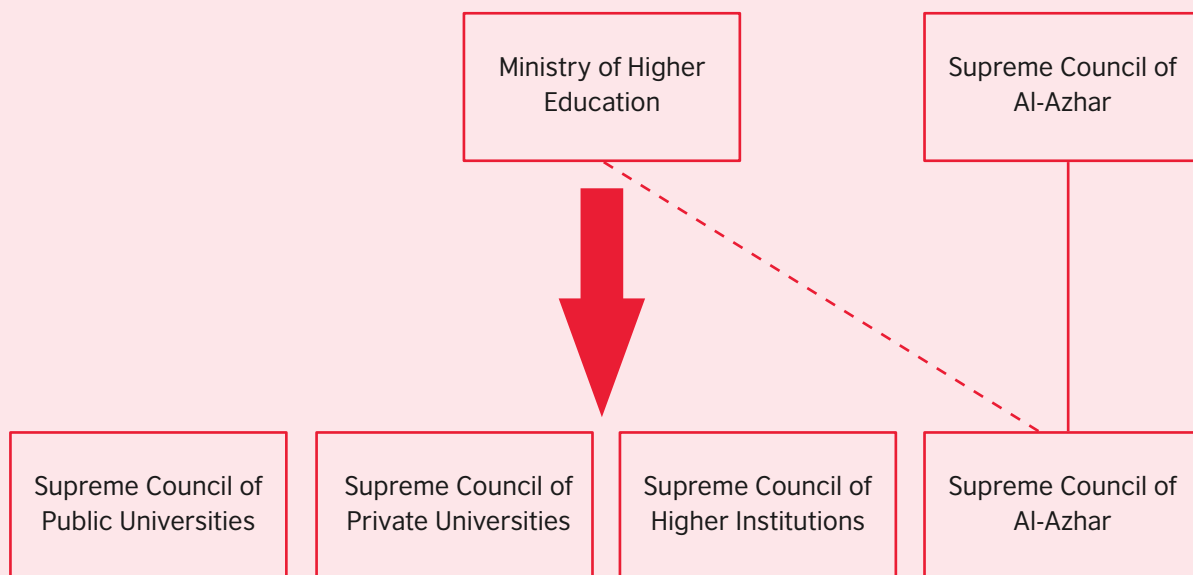 Ministry of Higher
Education
Supreme Council of
Al-Azhar
Supreme Council of
Public Universities
Supreme Council of
Private Universities
Supreme Council of
Higher Institutions
Supreme Council of
Al-Azhar